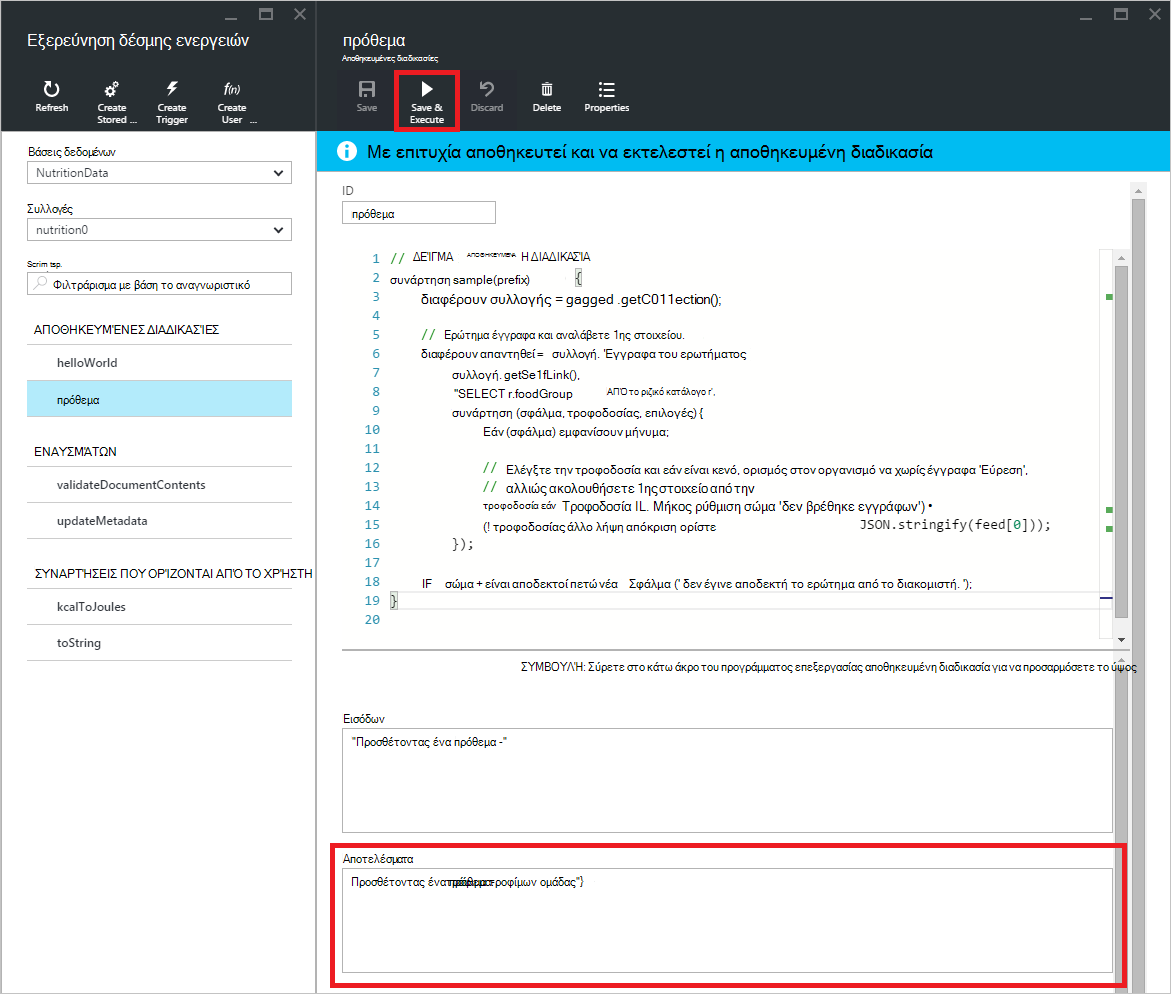 Εξερεύνηση δέσμης ενεργειών
Refresh
Create Stored ...
Create Trigger
f(n)
Create User ...
Βάσεις δεδομένων
NutritionData
Συλλογές
nutrition0
Scrim tsp.
Φιλτράρισμα με βάση το αναγνωριστικό
ΑΠΟΘΗΚΕΥΜΈΝΕΣ ΔΙΑΔΙΚΑΣΊΕΣ
helloWorld
πρόθεμα
ΕΝΑΥΣΜΆΤΩΝ
validateDocumentContents
updateMetadata
ΣΥΝΑΡΤΉΣΕΙΣ ΠΟΥ ΟΡΊΖΟΝΤΑΙ ΑΠΌ ΤΟ ΧΡΉΣΤΗ
kcalToJoules
toString
πρόθεμα
Αποθηκευμένες διαδικασίες
Save
Save & Execute
Discard
Delete
Properties
Με επιτυχία αποθηκευτεί και να εκτελεστεί η αποθηκευμένη διαδικασία
ID
πρόθεμα
1 // ΔΕΊΓΜΑ ΑΠΟΘΗΚΕΥΜΈΝΑ Η ΔΙΑΔΙΚΑΣΊΑ
2 συνάρτηση sample(prefix) {
3 διαφέρουν συλλογής = gagged .getC011ection();
4
5 // Ερώτημα έγγραφα και αναλάβετε 1ης στοιχείου.
6 διαφέρουν απαντηθεί = συλλογή. 'Εγγραφα του ερωτήματος
7 συλλογή. getSe1fLink(),
8 "SELECT r.foodGroup ΑΠΌ το ριζικό κατάλογο r',
9 συνάρτηση (σφάλμα, τροφοδοσίας, επιλογές) {
10 Εάν (σφάλμα) εμφανίσουν μήνυμα;
11
12 // Ελέγξτε την τροφοδοσία και εάν είναι κενό, ορισμός στον οργανισμό να χωρίς έγγραφα 'Εύρεση',
13 // αλλιώς ακολουθήσετε 1ης στοιχείο από την
14 τροφοδοσία εάν Τροφοδοσία IL. Μήκος ρύθμιση σώμα 'δεν βρέθηκε εγγράφων') •
15 (! τροφοδοσίας άλλο λήψη απόκριση ορίστε JSON.stringify(feed[0]));
16 });
17
18 IF σώμα + είναι αποδεκτοί πετώ νέα Σφάλμα (' δεν έγινε αποδεκτή το ερώτημα από το διακομιστή. ');
19 }
20
ΣΥΜΒΟΥΛΉ: Σύρετε στο κάτω άκρο του προγράμματος επεξεργασίας αποθηκευμένη διαδικασία για να προσαρμόσετε το ύψος
Εισόδων
"Προσθέτοντας ένα πρόθεμα -"
Αποτελέσματα
Προσθέτοντας ένα τροφίμων ομάδας"}